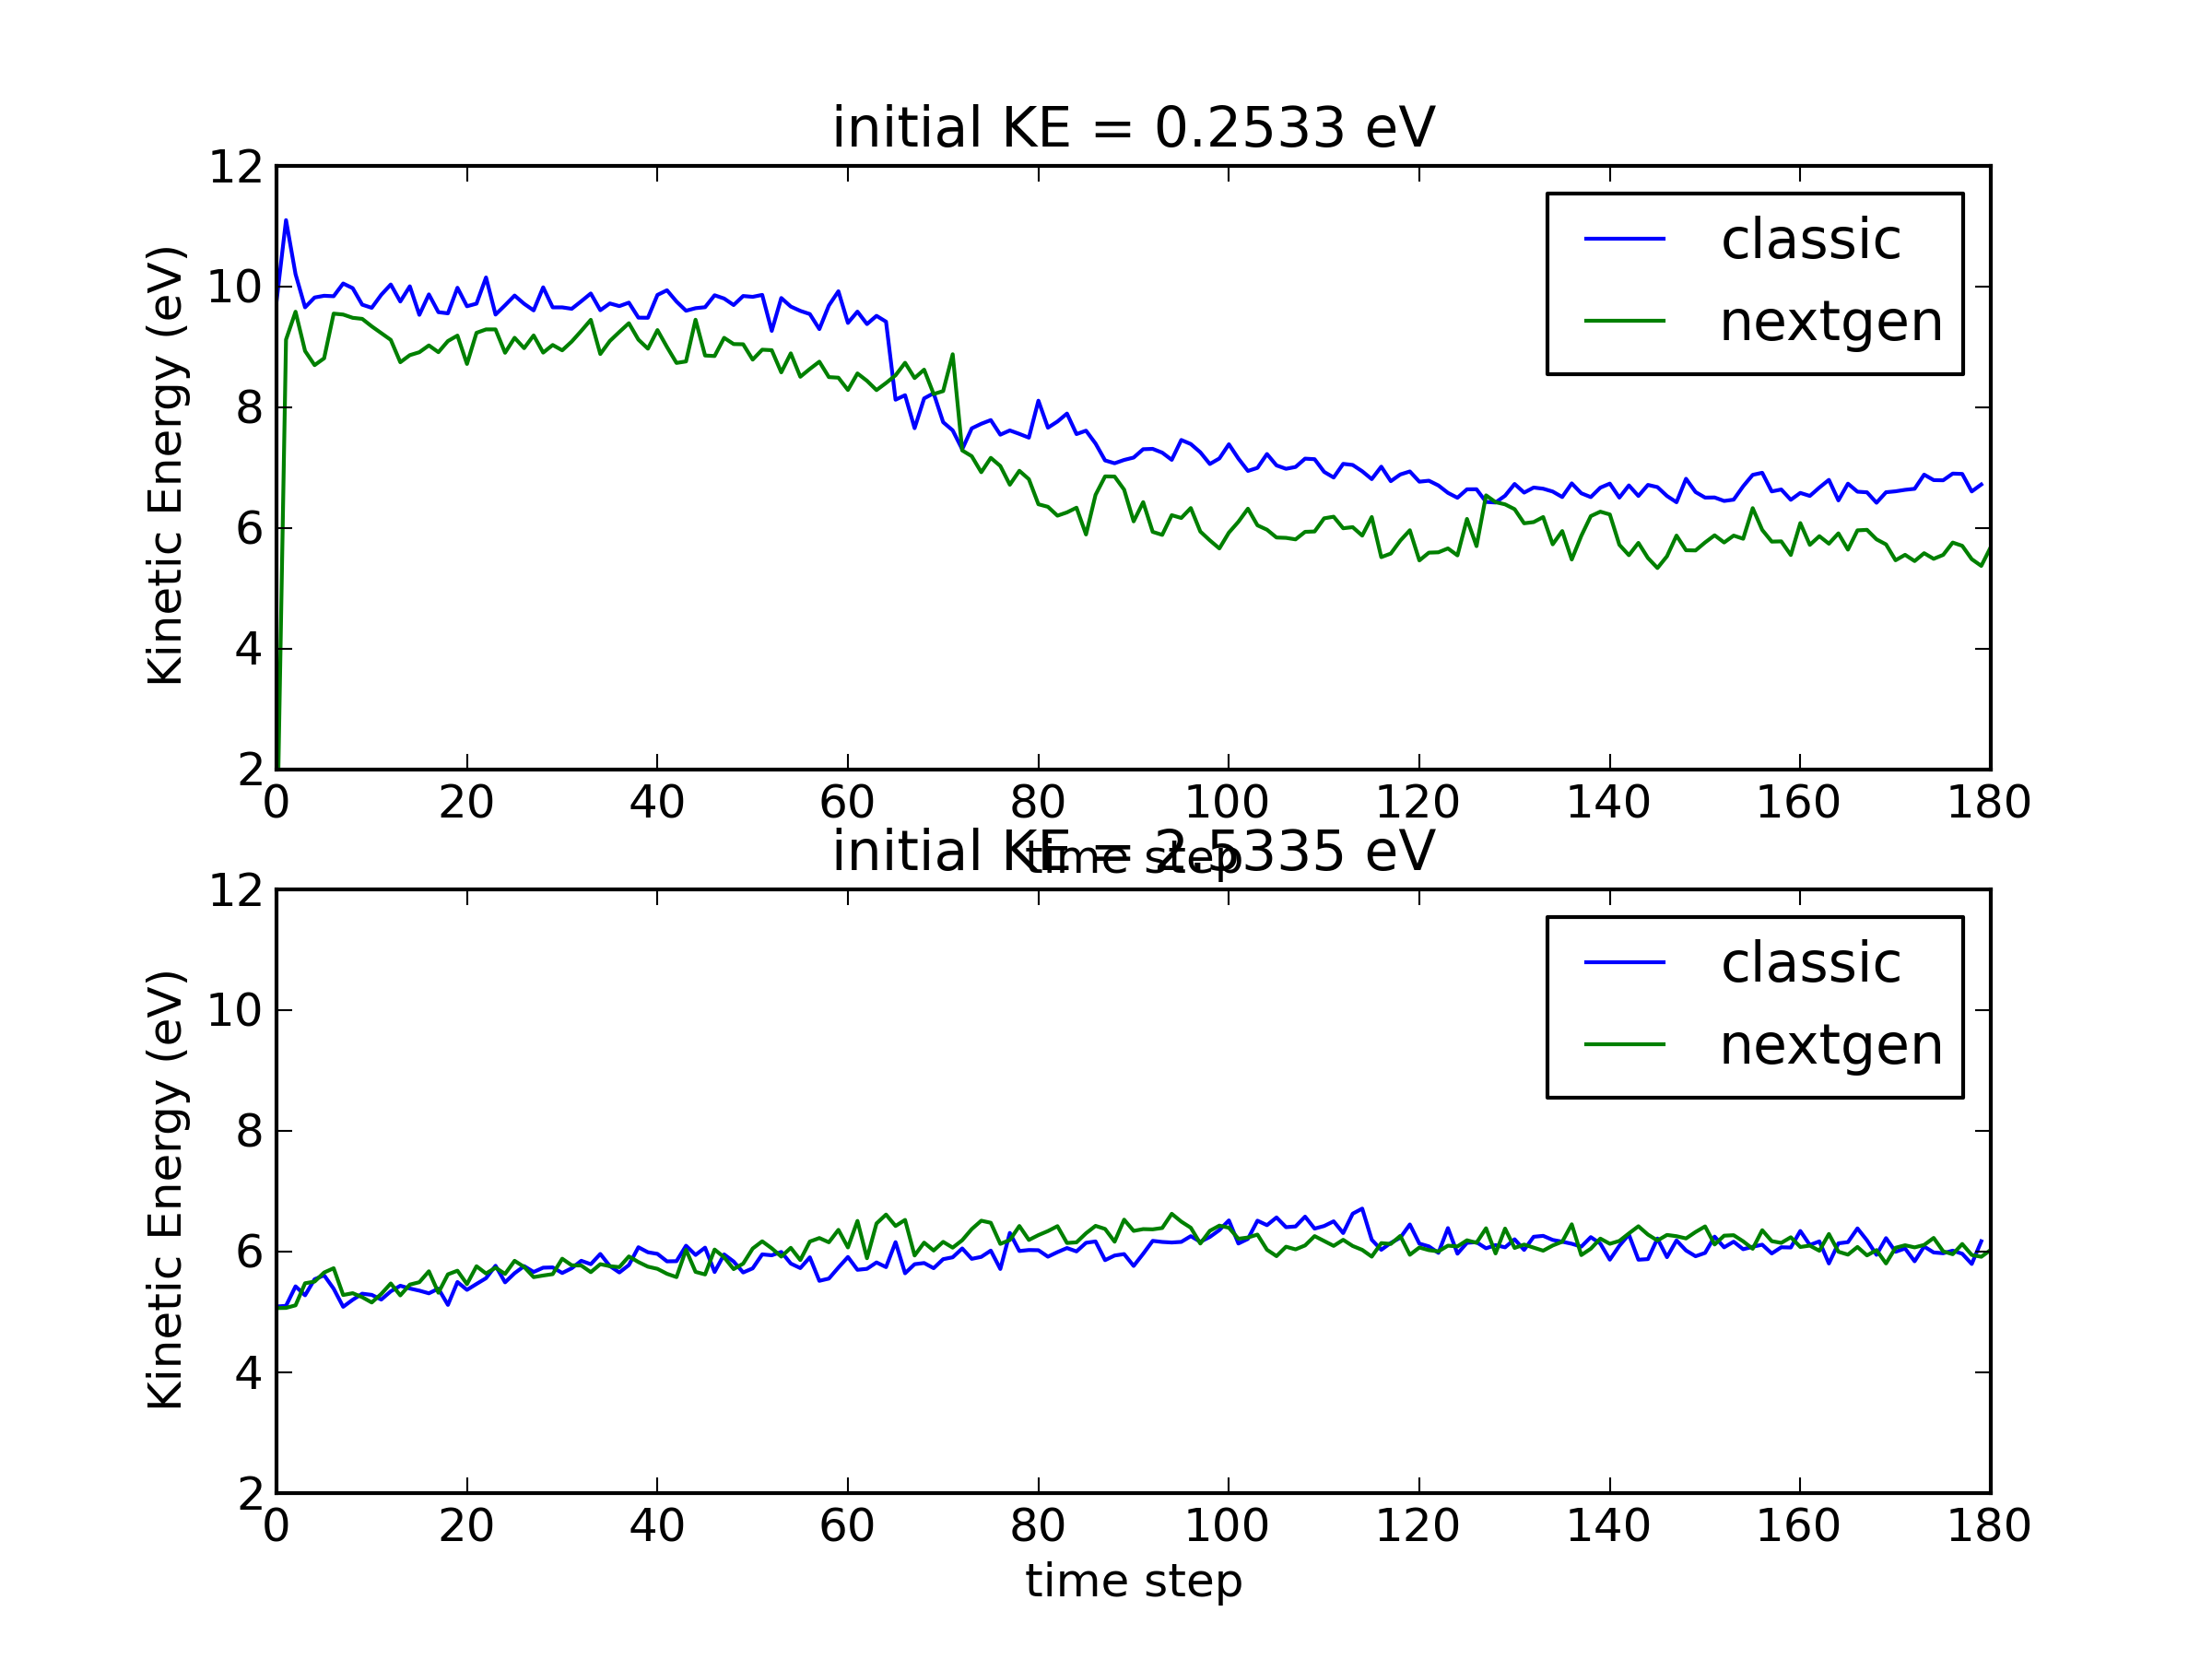 initial KE = 0.2533 eV
Kinetic Energy (eV)
12
10
8
6
4
2
classic
nextgen
0 20 40 60 80 100 120 140 160 180
time step
initial KE = 2.5335 eV
Kinetic Energy (eV)
12
10
8
6
4
2
classic
nextgen
0 20 40 60 80 100 120 140 160 180
time step